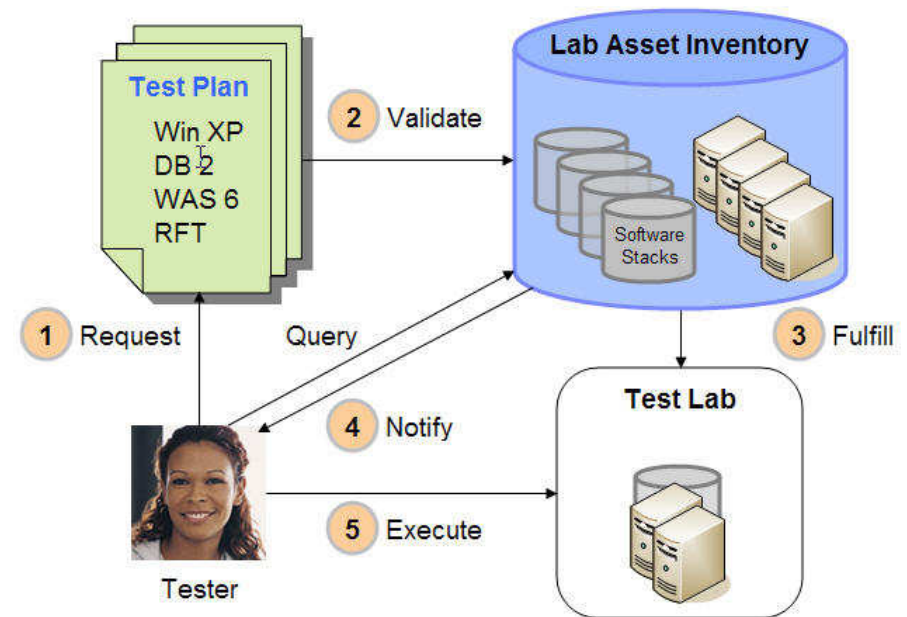 Test Plan
Win XP
DB 2
WAS 6
RFT
Lab Asset Inventory
2 Validate
Software
Stacks
1 Request
Query
3 Fulfill
Test Lab
4 Notify
5 Execute
Tester